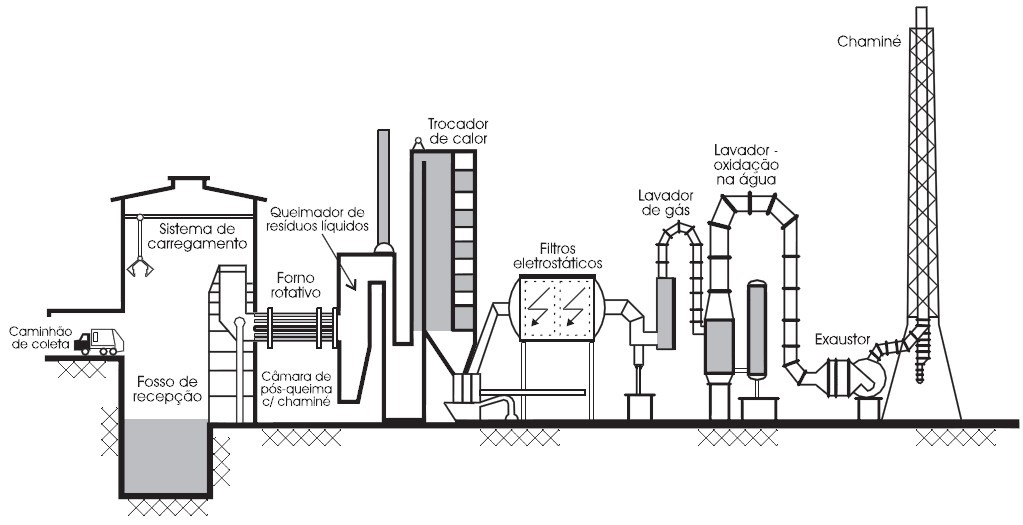 Chaminé
Trocador
de calor
Lavador -
oxidação
na água
Lavador
de gás
Queimador de
resíduos líquidos
Sistema de
carregamento
Filtros
eletrostáticos
Forno
rotativo
Caminhão
de coleta
Exaustor
Fosso de
recepção
Câmara de
pós-queima
c/ chaminé